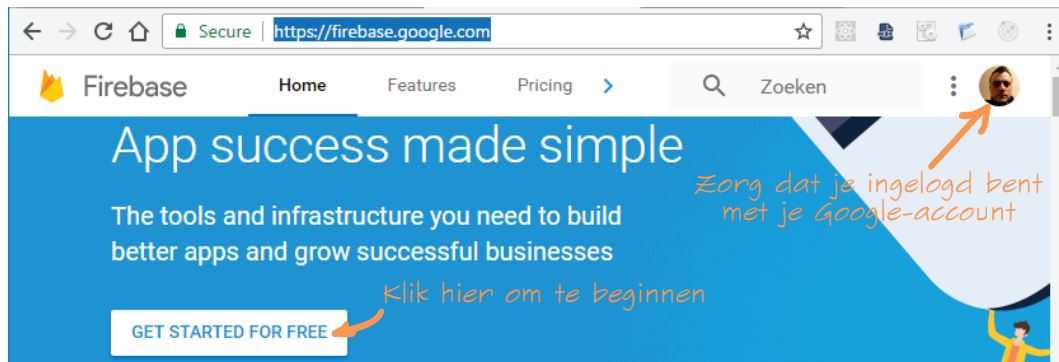 Secure https://firebase.google.com
Firebase Home Features Pricing Zoeken
App success made simple
Zorg dat je ingelogd bent
met je Google-account
The tools and infrastructure you need to build
better apps and grow successful businesses
Klik hier om te beginnen
GET STARTED FOR FREE